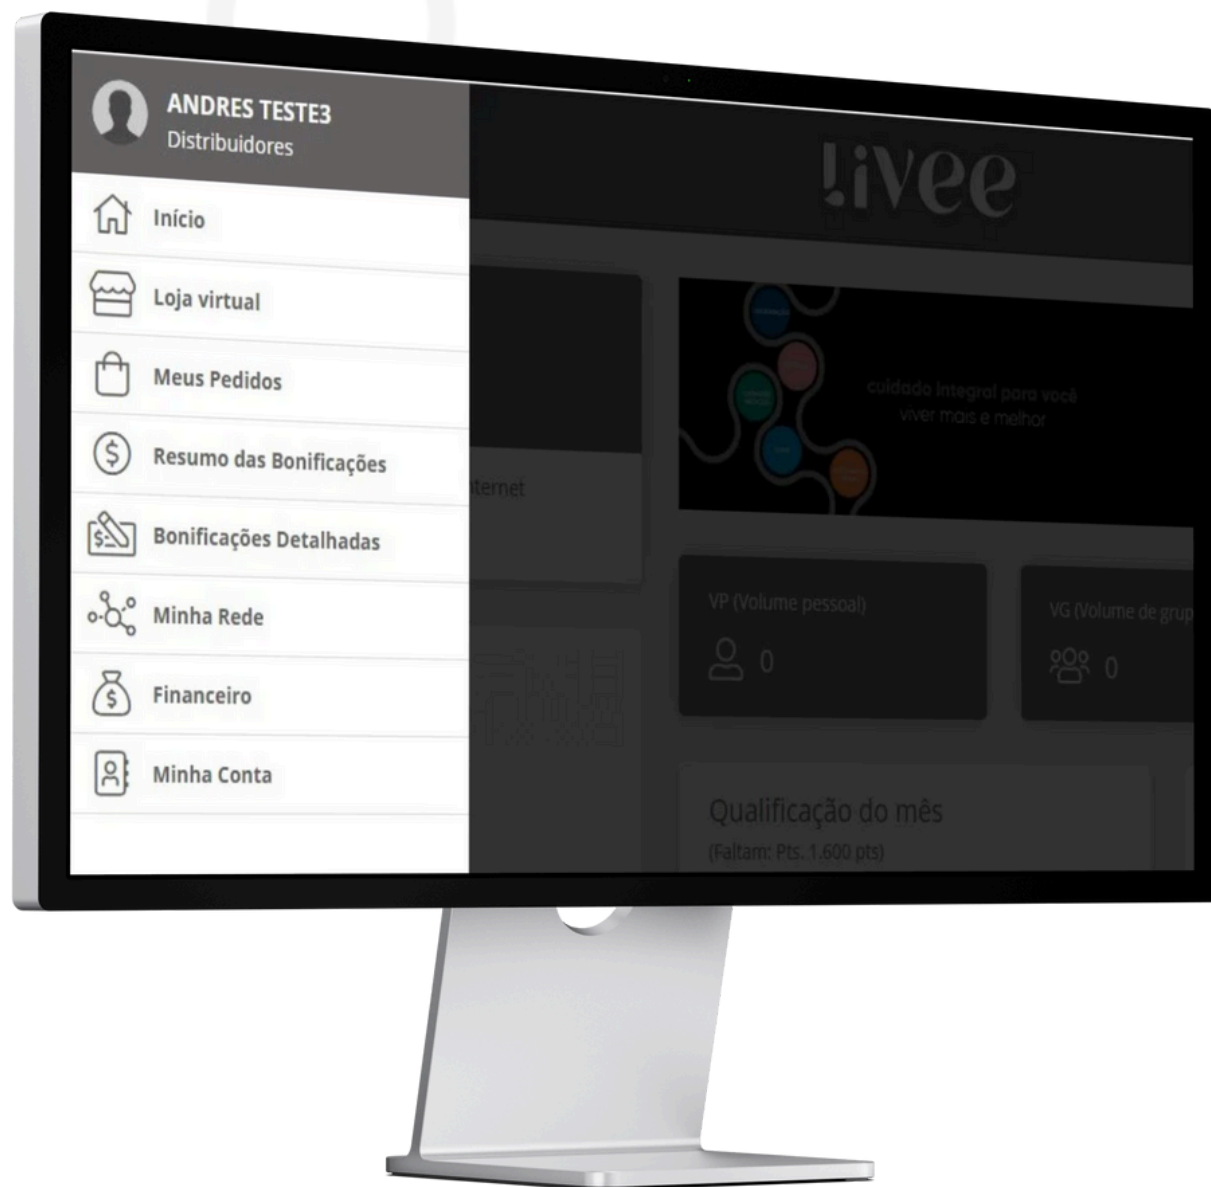 ANDRES TESTE3
Distribuidores
Início
Loja virtual
Meus Pedidos
Resumo das Bonificações
Bonificações Detalhadas
Minha Rede
Financeiro
Minha Conta
livee
cuidado integral para você
viver mais e melhor
nternet
VP (Volume pessoal)
0
VG (Volume de grup
0
Qualificação do mês
(Faltam: Pts. 1.600 pts)